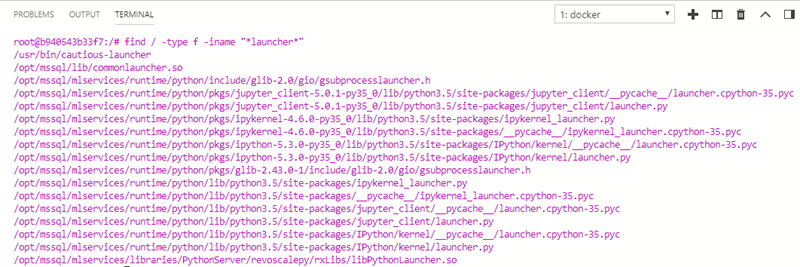 PROBLEMS OUTPUT TERMINAL 1: docker
root@b940543b33f7:/# find / -type f -iname "*launcher*"
/usr/bin/cautious-launcher
/opt/mssql/lib/commonlauncher.so
/opt/mssql/mlservices/runtime/python/include/glib-2.0/gio/gsubprocesslauncher.h
/opt/mssql/mlservices/runtime/python/pkgs/jupyter_client-5.0.1-py35_0/lib/python3.5/site-packages/jupyter_client/__pycache__/launcher.cpython-35.pyc
/opt/mssql/mlservices/runtime/python/pkgs/jupyter_client-5.0.1-py35_0/lib/python3.5/site-packages/jupyter_client/launcher.py
/opt/mssql/mlservices/runtime/python/pkgs/ipykernel-4.6.0-py35_0/lib/python3.5/site-packages/ipykernel_launcher.py
/opt/mssql/mlservices/runtime/python/pkgs/ipykernel-4.6.0-py35_0/lib/python3.5/site-packages/__pycache__/ipykernel_launcher.cpython-35.pyc
/opt/mssql/mlservices/runtime/python/pkgs/ipython-5.3.0-py35_0/lib/python3.5/site-packages/IPython/kernel/__pycache__/launcher.cpython-35.pyc
/opt/mssql/mlservices/runtime/python/pkgs/ipython-5.3.0-py35_0/lib/python3.5/site-packages/IPython/kernel/launcher.py
/opt/mssql/mlservices/runtime/python/pkgs/glib-2.43.0-1/include/glib-2.0/gio/gsubprocesslauncher.h
/opt/mssql/mlservices/runtime/python/lib/python3.5/site-packages/ipykernel_launcher.py
/opt/mssql/mlservices/runtime/python/lib/python3.5/site-packages/__pycache__/ipykernel_launcher.cpython-35.pyc
/opt/mssql/mlservices/runtime/python/lib/python3.5/site-packages/jupyter_client/__pycache__/launcher.cpython-35.pyc
/opt/mssql/mlservices/runtime/python/lib/python3.5/site-packages/jupyter_client/launcher.py
/opt/mssql/mlservices/runtime/python/lib/python3.5/site-packages/IPython/kernel/__pycache__/launcher.cpython-35.pyc
/opt/mssql/mlservices/runtime/python/lib/python3.5/site-packages/IPython/kernel/launcher.py
/opt/mssql/mlservices/libraries/PythonServer/revoscalepy/rxLibs/libPythonLauncher.so